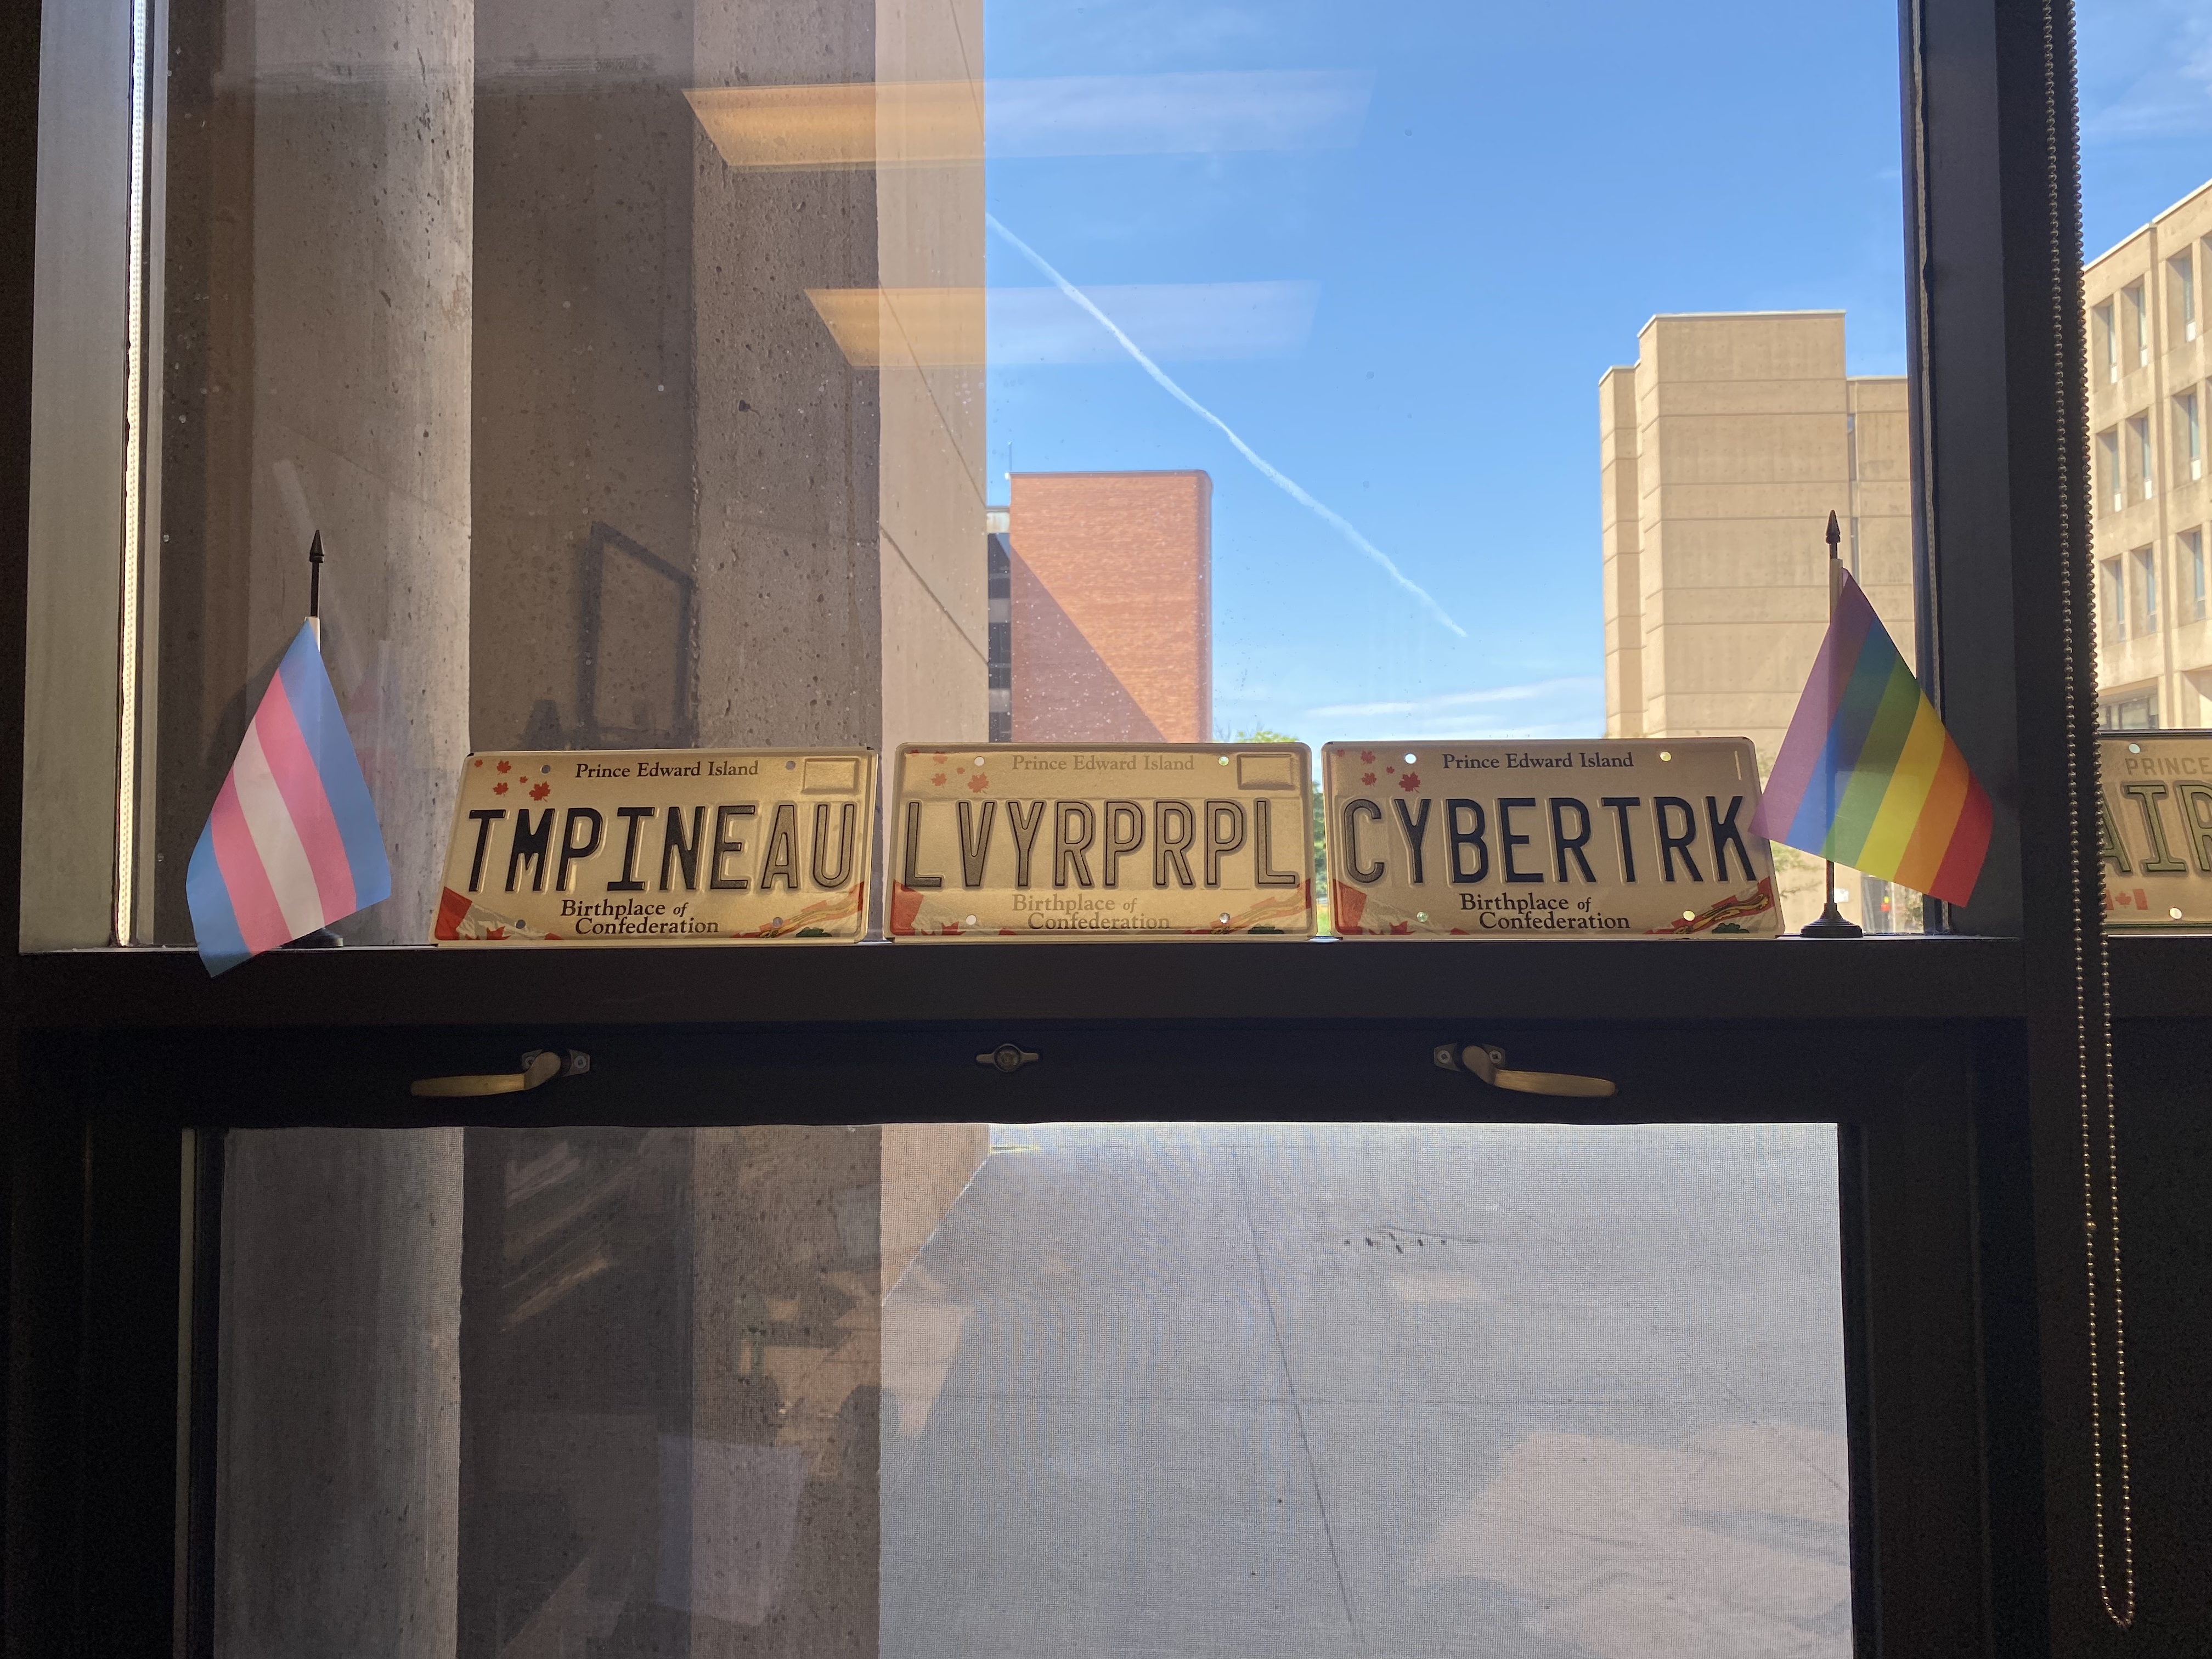 Prince Edward Island
TMPINEAU
Birthplace of
Confederation
Prince Edward Island
LVYRPRPL
Birthplace of
Confederation
Prince Edward Island
CYBERTRK
Birthplace of
Confederation
PRINCE